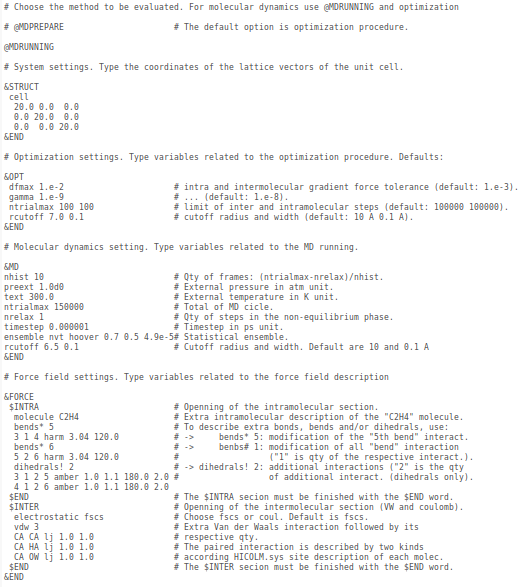 # Choose the method to be evaluated. For molecular dynamics use @MDRUNNING and optimization
# @MDPREPARE # The default option is optimization procedure.
@MDRUNNING
# System settings. Type the coordinates of the lattice vectors of the unit cell.
&STRUCT
cell
20.0 0.0 0.0
0.0 20.0 0.0
0.0 0.0 20.0
&END
# Optimization settings. Type variables related to the optimization procedure. Defaults:
&OPT
dfmax 1.e-2 # intra and intermolecular gradient force tolerance (default: 1.e-3).
gamma 1.e-9 # ... (default: 1.e-8).
ntrialmax 100 100 # limit of inter and intramolecular steps (default: 100000 100000).
rcutoff 7.0 0.1 # cutoff radius and width (default: 10 A 0.1 A).
&END
# Molecular dynamics setting. Type variables related to the MD running.
&MD
nhist 10 # Qty of frames: (ntrialmax-nrelax)/nhist.
preext 1.0d0 # External pressure in atm unit.
text 300.0 # External temperature in K unit.
ntrialmax 150000 # Total of MD cicle.
nrelax 1 # Qty of steps in the non-equilibrium phase.
timestep 0.000001 # Timestep in ps unit.
ensemble nvt hoover 0.7 0.5 4.9e-5# Statistical ensemble.
rcutoff 6.5 0.1 # Cutoff radius and width. Default are 10 and 0.1 A
&END
# Force field settings. Type variables related to the force field description
&FORCE
$INTRA # Openning of the intramolecular section.
molecule C2H4 # Extra intramolecular description of the "C2H4" molecule.
bends* 5 # To describe extra bonds, bends and/or dihedrals, use:
3 1 4 harm 3.04 120.0 # -> bends* 5: modification of the "5th bend" interact.
bends* 6 # -> benbs# 1: modification of all "bend" interaction
5 2 6 harm 3.04 120.0 # ("1" is qty of the respective interact.).
dihedrals! 2 # -> dihedrals! 2: additional interactions ("2" is the qty
3 1 2 5 amber 1.0 1.1 180.0 2.0 # of additional interact. (dihedrals only).
4 1 2 6 amber 1.0 1.1 180.0 2.0
$END # The $INTRA section must be finished with the $END word.
$INTER # Openning of the intermolecular section (VW and coulomb).
electrostatic fscs # Choose fscs or coul. Default is fscs.
vdw 3 # Extra Van der Waals interaction followed by its
CA CA lj 1.0 1.0 # respective qty.
CA HA lj 1.0 1.0 # The paired interaction is described by two kinds
CA OW lj 1.0 1.0 # according HICOLM.sys site description of each molec.
$END # The $INTER section must be finished with the $END word.
&END